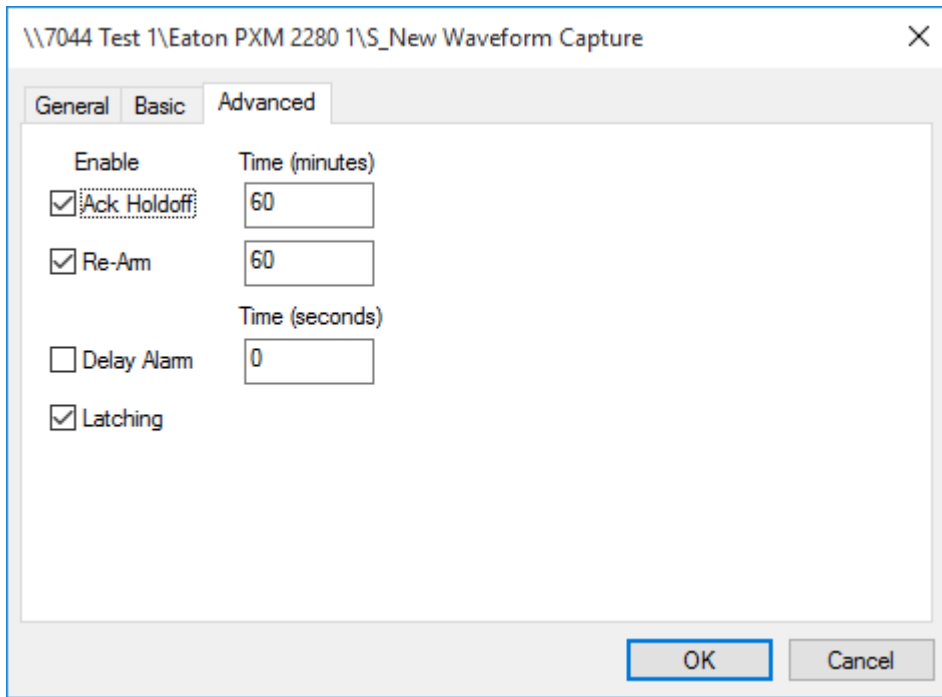 \\7044 Test 1\Eaton PXM 2280 1\S_New Waveform Capture
General Basic Advanced
Enable Time (minutes)
Ack Holdoff 60
Re-Arm 60
Time (seconds)
Delay Alarm 0
Latching
OK Cancel